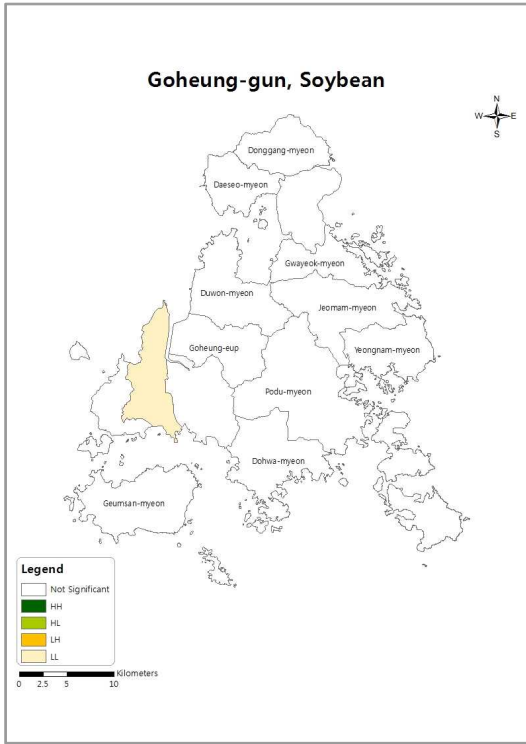 Goheung-gun, Soybean
N
W E
S
Donggang-myeon
Daeseo-myeon
Gwayeok-myeon
Duwon-myeon
Jeomam-myeon
Goheung-eup
Yeongnam-myeon
Podu-myeon
Dohwa-myeon
Geumsan-myeon
Legend
Not Significant
HH
HL
LH
LL
Kilometers
0 2.5 5 10